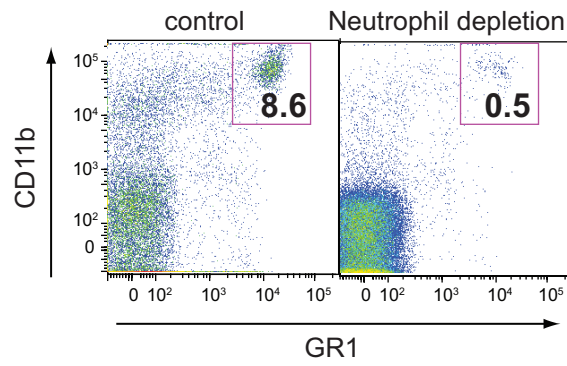 control
Neutrophil depletion
CD11b
10⁵
10⁴
10³
10²
0
8.6
0.5
0 10² 10³ 10⁴ 10⁵
0 10² 10³ 10⁴ 10⁵
GR1